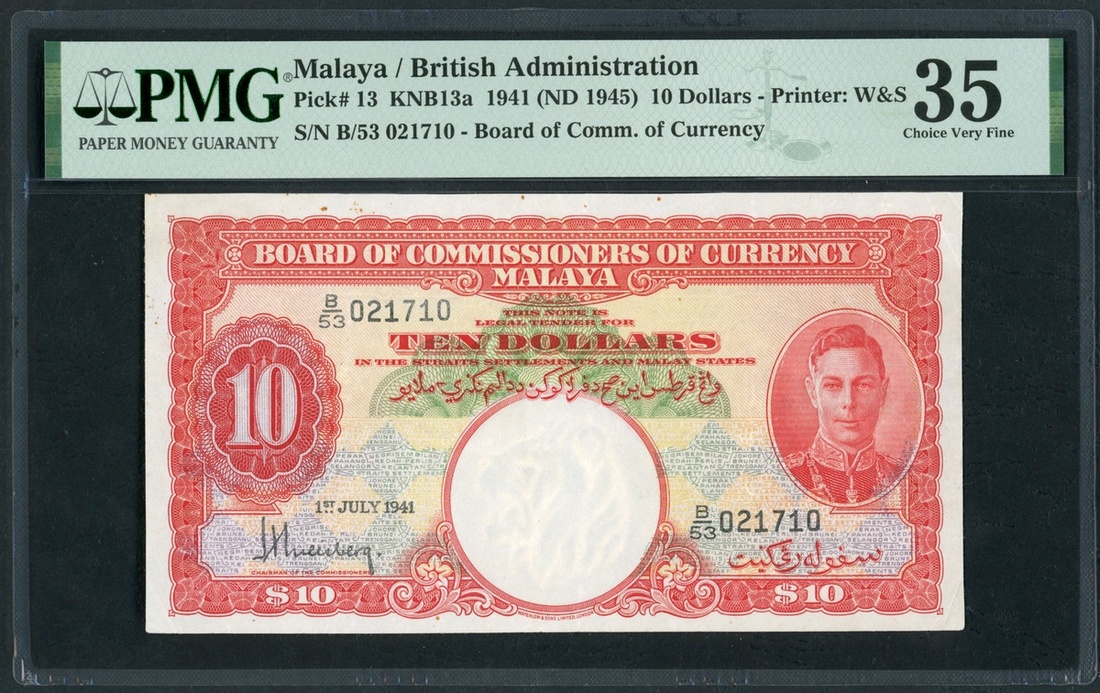 PMG®
PAPER MONEY GUARANTY
Malaya / British Administration
Pick# 13 KNB13a 1941 (ND 1945) 10 Dollars - Printer: W&S
S/N B/53 021710 - Board of Comm. of Currency
35
Choice Very Fine
BOARD OF COMMISSIONERS OF CURRENCY
MALAYA
B/53 021710
THIS NOTE IS
LEGAL TENDER FOR
TEN DOLLARS
IN THE STRAITS SETTLEMENTS AND MALAY STATES
10
1ST JULY 1941
B/53 021710
CHAIRMAN OF THE COMMISSIONERS
$10
$10
WATERLOW & SONS LIMITED